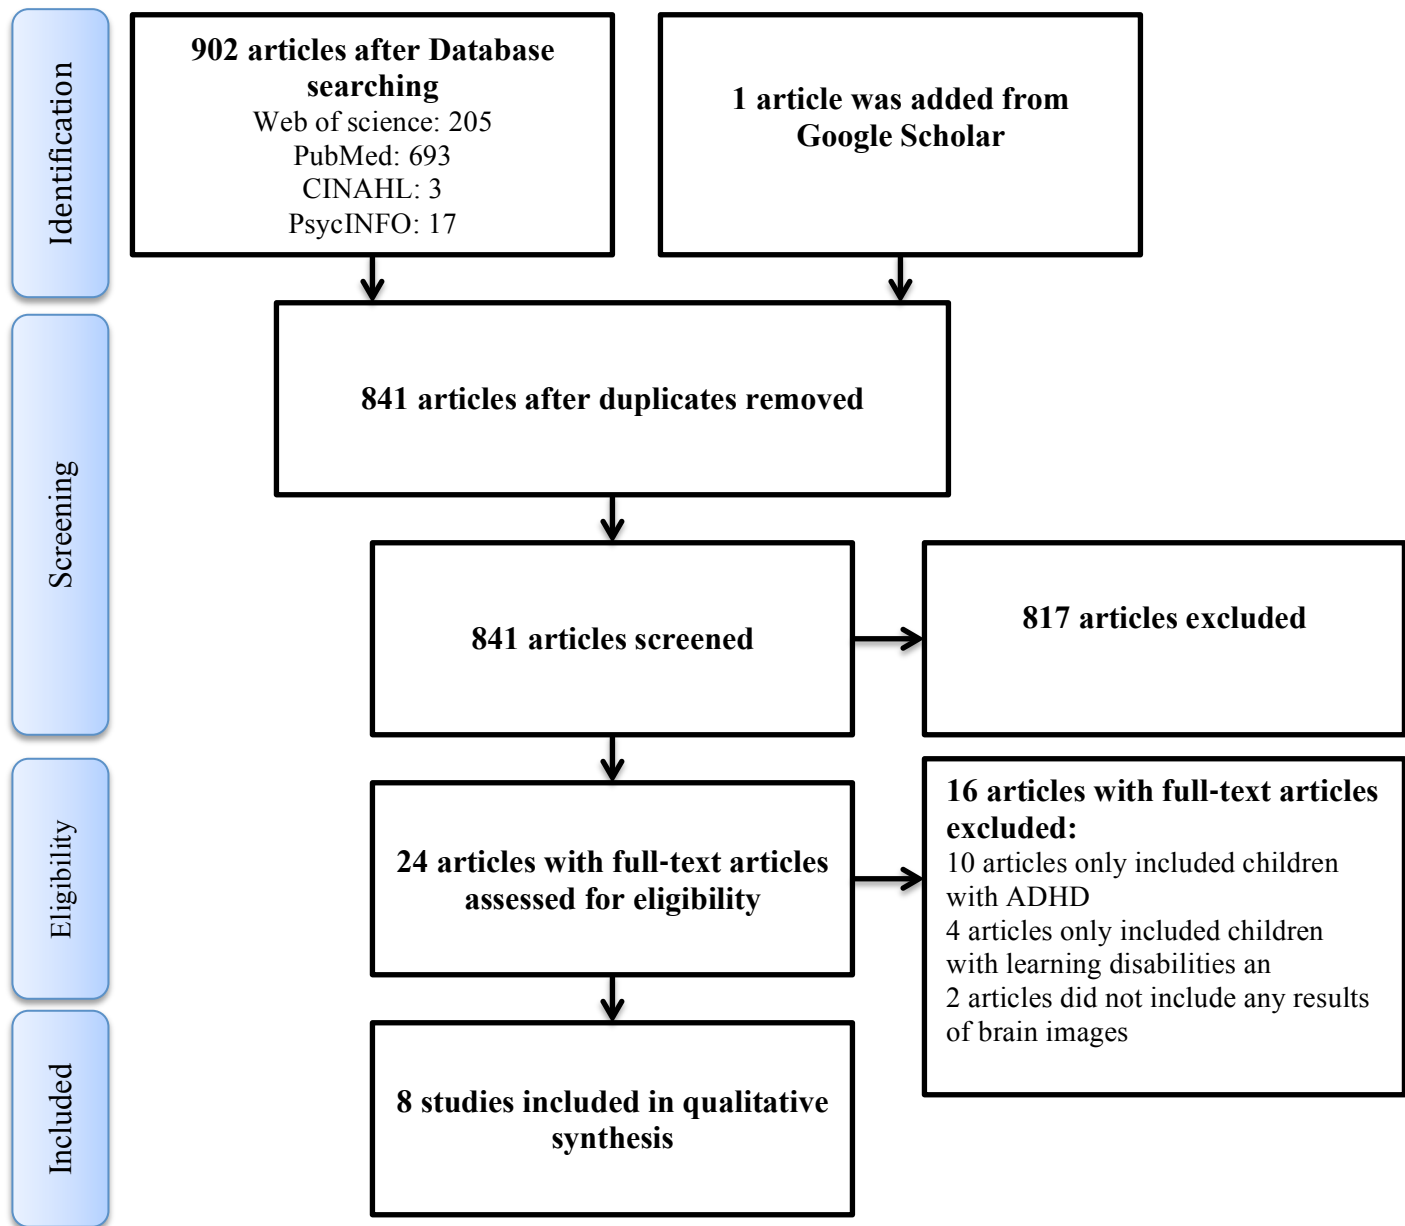 Identification
902 articles after Database
searching
Web of science: 205
PubMed: 693
CINAHL: 3
PsycINFO: 17
1 article was added from
Google Scholar
Screening
841 articles after duplicates removed
841 articles screened
817 articles excluded
Eligibility
24 articles with full-text articles
assessed for eligibility
16 articles with full-text articles
excluded:
10 articles only included children
with ADHD
4 articles only included children
with learning disabilities an
2 articles did not include any results
of brain images
Included
8 studies included in qualitative
synthesis